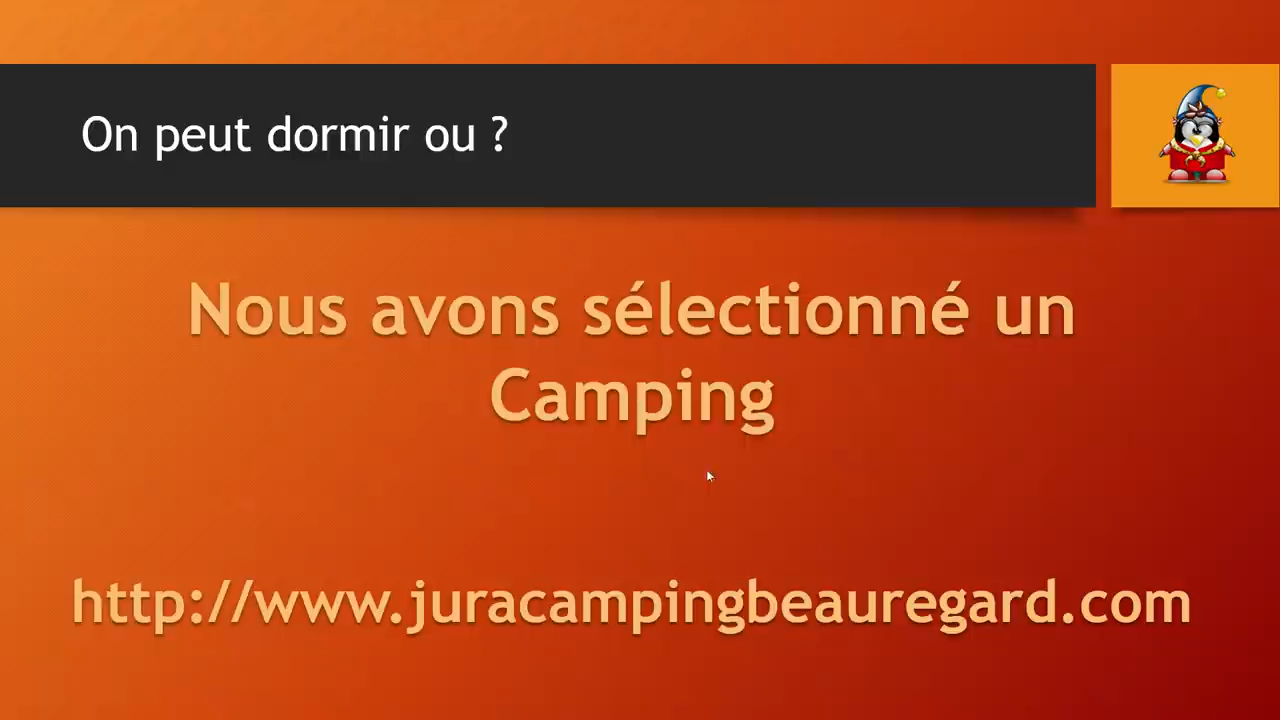 On peut dormir ou ?
Nous avons sélectionné un
Camping
http://www.juracampingbeauregard.com